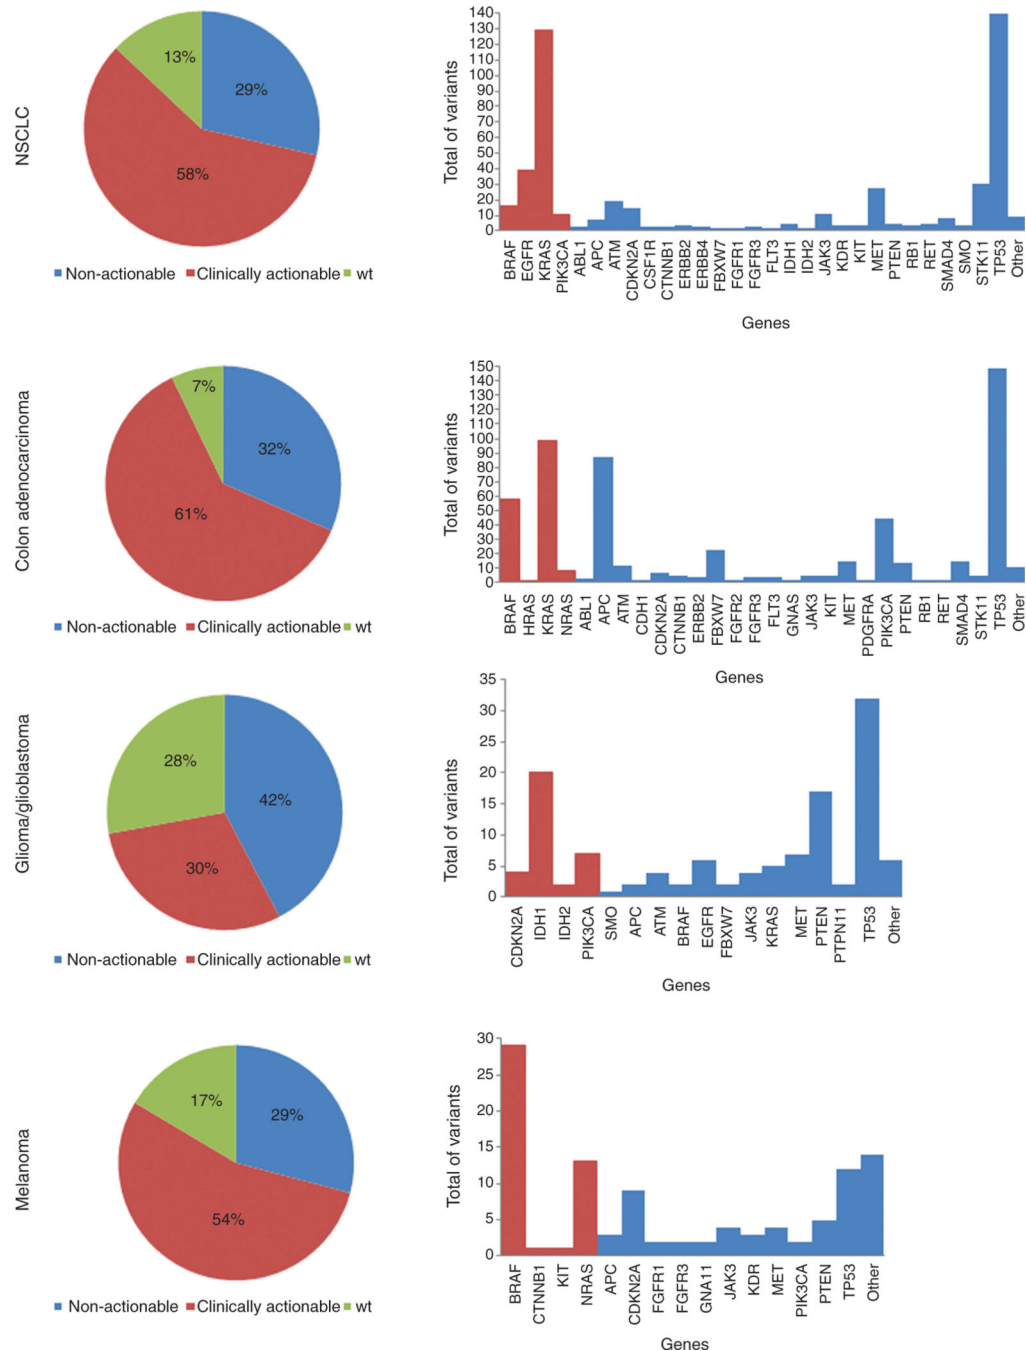 NSCLC
13%
29%
58%
Non-actionable Clinically actionable wt
Total of variants
140
130
120
110
100
90
80
70
60
50
40
30
20
10
0
BRAF
EGFR
KRAS
PIK3CA
ABL1
APC
ATM
CDKN2A
CSF1R
CTNNB1
ERBB2
ERBB4
FBXW7
FGFR1
FGFR3
FLT3
IDH1
IDH2
JAK3
KDR
KIT
MET
PTEN
RB1
RET
SMAD4
SMO
STK11
TP53
Other
Genes
Colon adenocarcinoma
7%
32%
61%
Non-actionable Clinically actionable wt
Total of variants
150
140
130
120
110
100
90
80
70
60
50
40
30
20
10
0
BRAF
HRAS
KRAS
NRAS
ABL1
APC
ATM
CDH1
CDKN2A
CTNNB1
ERBB2
FBXW7
FGFR2
FGFR3
FLT3
GNAS
JAK3
KIT
MET
PDGFRA
PIK3CA
PTEN
RB1
RET
SMAD4
STK11
TP53
Other
Genes
Glioma/glioblastoma
28%
42%
30%
Non-actionable Clinically actionable wt
Total of variants
35
30
25
20
15
10
5
0
CDKN2A
IDH1
IDH2
PIK3CA
SMO
APC
ATM
BRAF
EGFR
FBXW7
JAK3
KRAS
MET
PTEN
PTPN11
TP53
Other
Genes
Melanoma
17%
29%
54%
Non-actionable Clinically actionable wt
Total of variants
30
25
20
15
10
5
0
BRAF
CTNNB1
KIT
NRAS
APC
CDKN2A
FGFR1
FGFR3
GNA11
JAK3
KDR
MET
PIK3CA
PTEN
TP53
Other
Genes